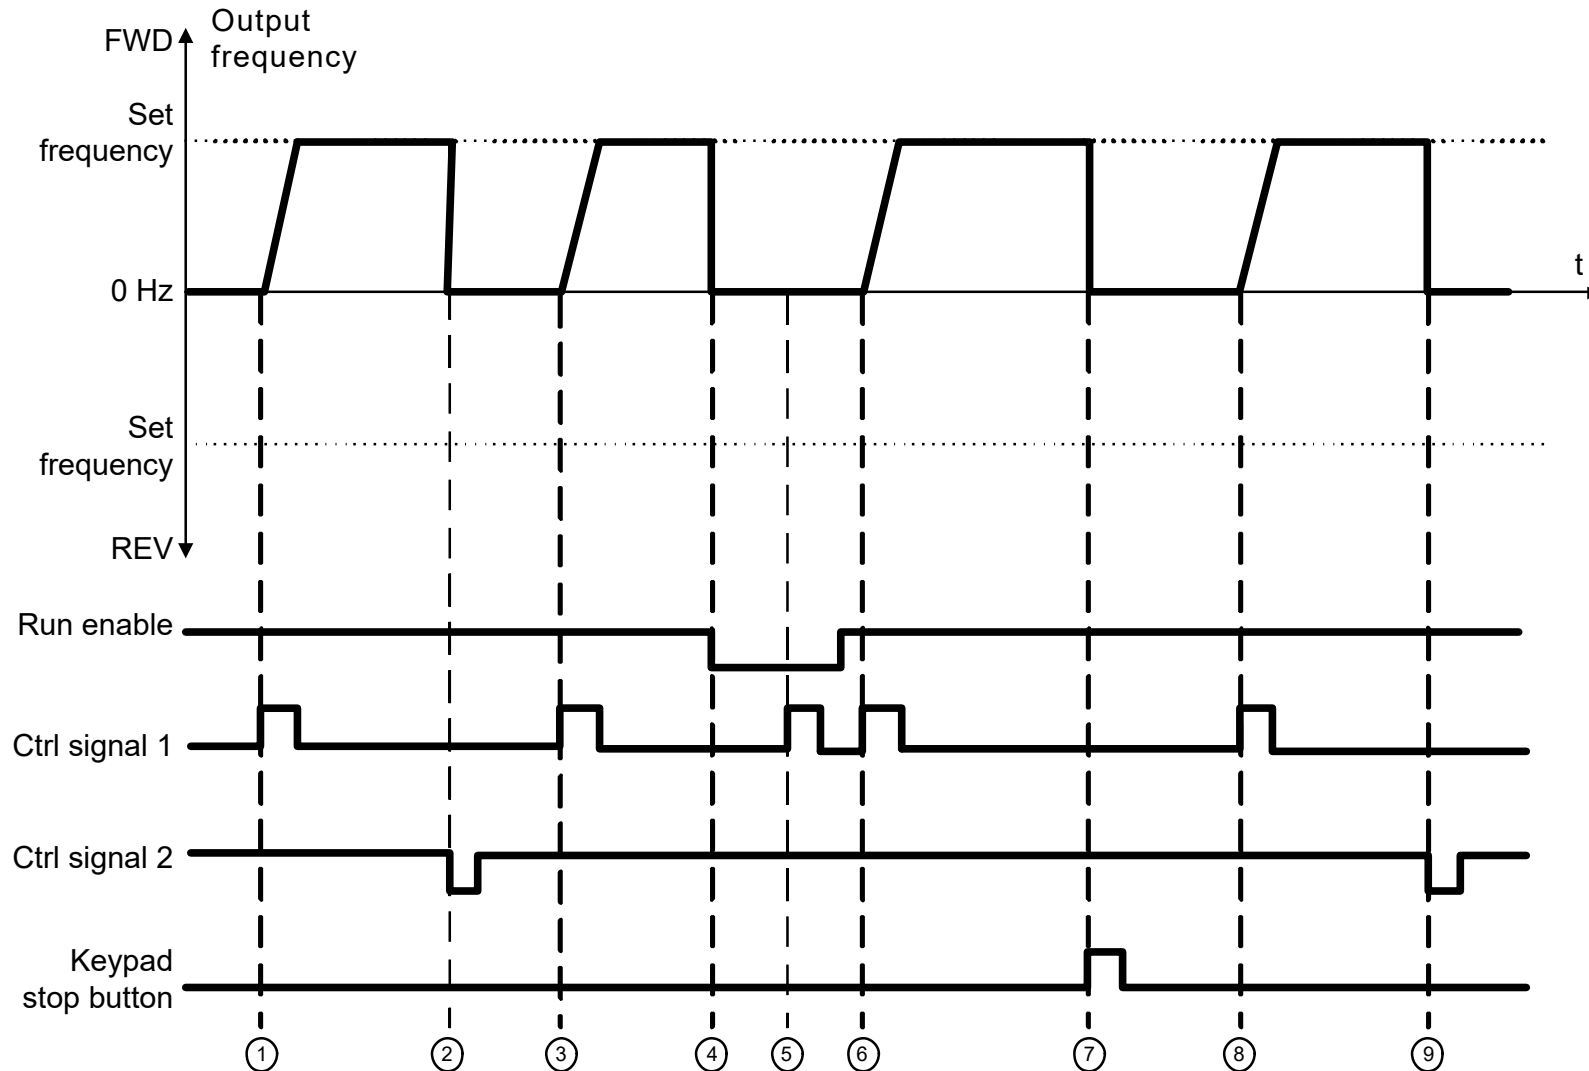 Output
frequency
FWD
Set
frequency
0 Hz
t
Set
frequency
REV
Run enable
Ctrl signal 1
Ctrl signal 2
Keypad
stop button
1 2 3 4 5 6 7 8 9